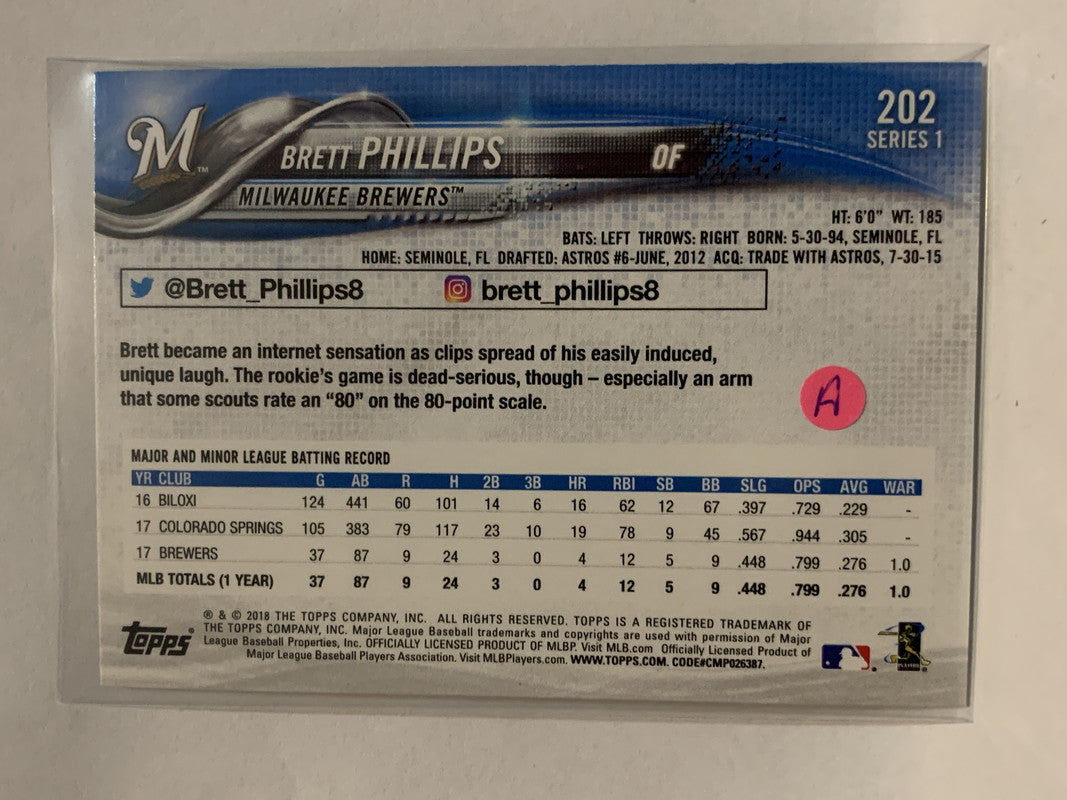 202
SERIES 1
M™
BRETT PHILLIPS OF
MILWAUKEE BREWERS™
HT: 6'0" WT: 185
BATS: LEFT THROWS: RIGHT BORN: 5-30-94, SEMINOLE, FL
HOME: SEMINOLE, FL DRAFTED: ASTROS #6-JUNE, 2012 ACQ: TRADE WITH ASTROS, 7-30-15
@Brett_Phillips8 brett_phillips8
Brett became an internet sensation as clips spread of his easily induced,
unique laugh. The rookie's game is dead-serious, though – especially an arm
that some scouts rate an “80” on the 80-point scale.
A
MAJOR AND MINOR LEAGUE BATTING RECORD
YR CLUB G AB R H 2B 3B HR RBI SB BB SLG OPS AVG WAR
16 BILOXI 124 441 60 101 14 6 16 62 12 67 .397 .729 .229 -
17 COLORADO SPRINGS 105 383 79 117 23 10 19 78 9 45 .567 .944 .305 -
17 BREWERS 37 87 9 24 3 0 4 12 5 9 .448 .799 .276 1.0
MLB TOTALS (1 YEAR) 37 87 9 24 3 0 4 12 5 9 .448 .799 .276 1.0
topps®
® & © 2018 THE TOPPS COMPANY, INC. ALL RIGHTS RESERVED. TOPPS IS A REGISTERED TRADEMARK OF
THE TOPPS COMPANY, INC. Major League Baseball trademarks and copyrights are used with permission of Major
League Baseball Properties, Inc. OFFICIALLY LICENSED PRODUCT OF MLBP. Visit MLB.com Officially Licensed Product of
Major League Baseball Players Association. Visit MLBPlayers.com. WWW.TOPPS.COM. CODE#CMP026387.